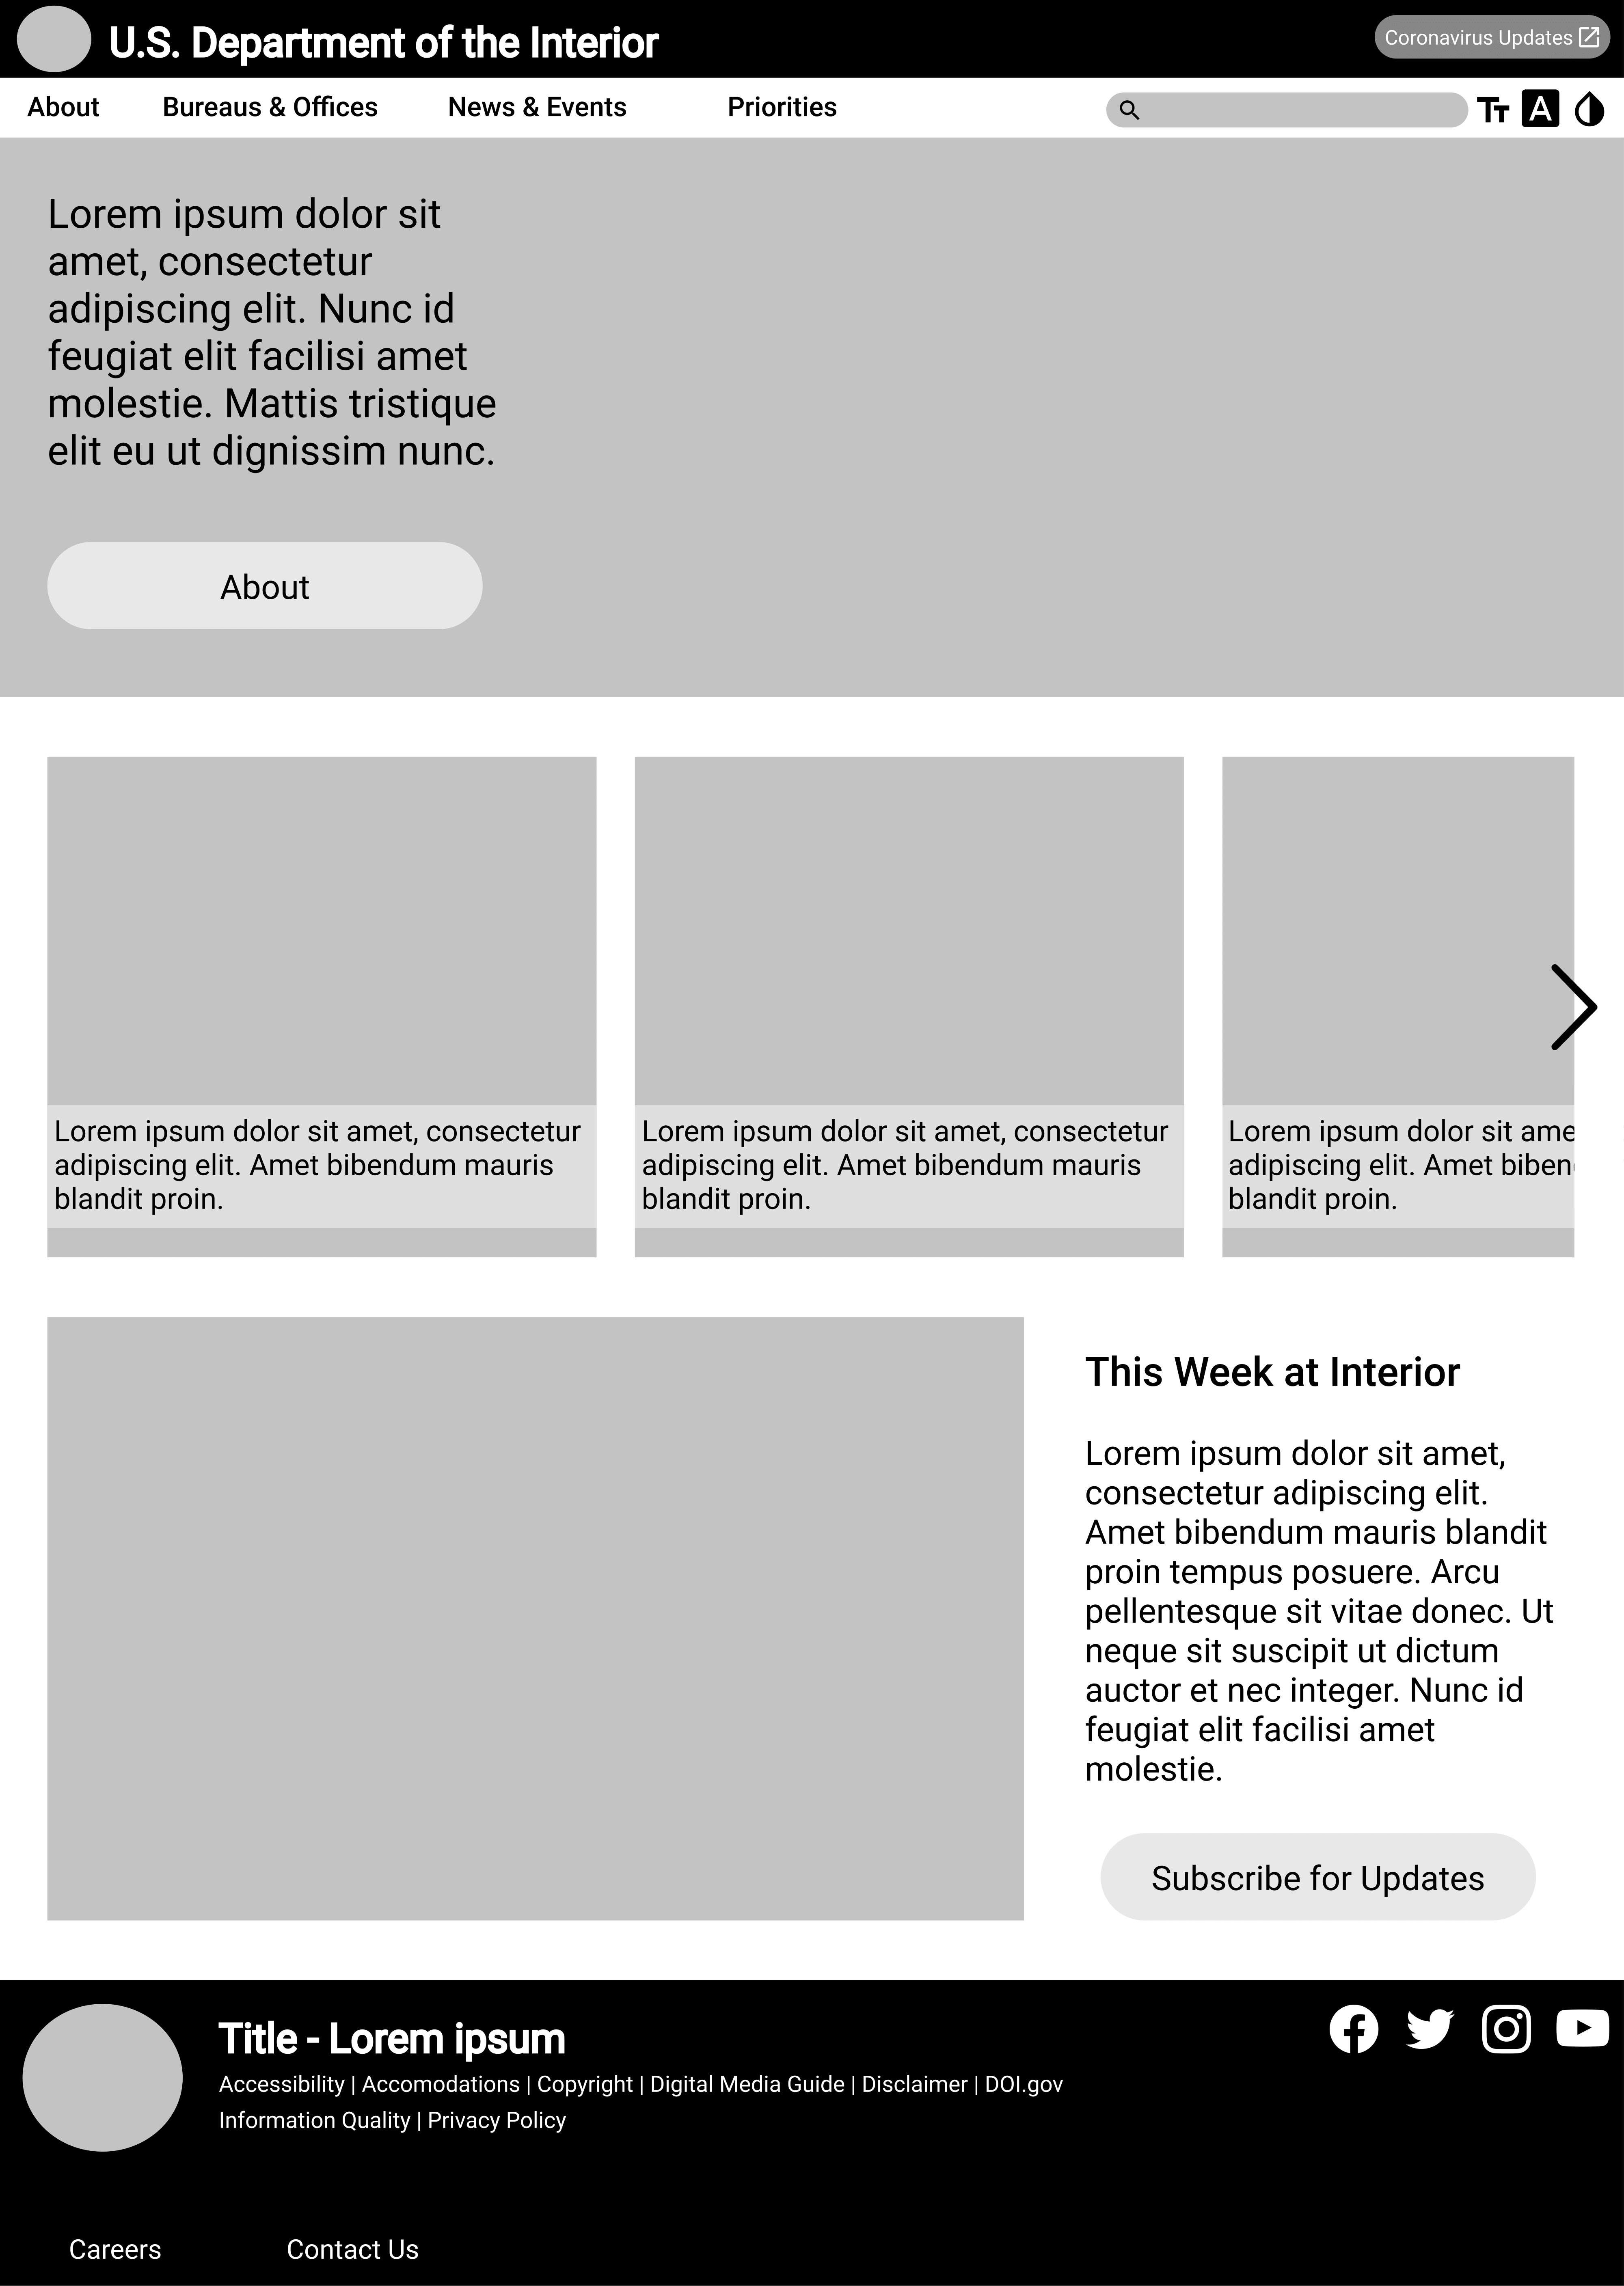 U.S. Department of the Interior
Coronavirus Updates
About
Bureaus & Offices
News & Events
Priorities
Tt
A
Lorem ipsum dolor sit
amet, consectetur
adipiscing elit. Nunc id
feugiat elit facilisi amet
molestie. Mattis tristique
elit eu ut dignissim nunc.
About
Lorem ipsum dolor sit amet, consectetur
adipiscing elit. Amet bibendum mauris
blandit proin.
Lorem ipsum dolor sit amet, consectetur
adipiscing elit. Amet bibendum mauris
blandit proin.
Lorem ipsum dolor sit ame
adipiscing elit. Amet biben
blandit proin.
This Week at Interior
Lorem ipsum dolor sit amet,
consectetur adipiscing elit.
Amet bibendum mauris blandit
proin tempus posuere. Arcu
pellentesque sit vitae donec. Ut
neque sit suscipit ut dictum
auctor et nec integer. Nunc id
feugiat elit facilisi amet
molestie.
Subscribe for Updates
Title - Lorem ipsum
Accessibility | Accomodations | Copyright | Digital Media Guide | Disclaimer | DOI.gov
Information Quality | Privacy Policy
Careers
Contact Us